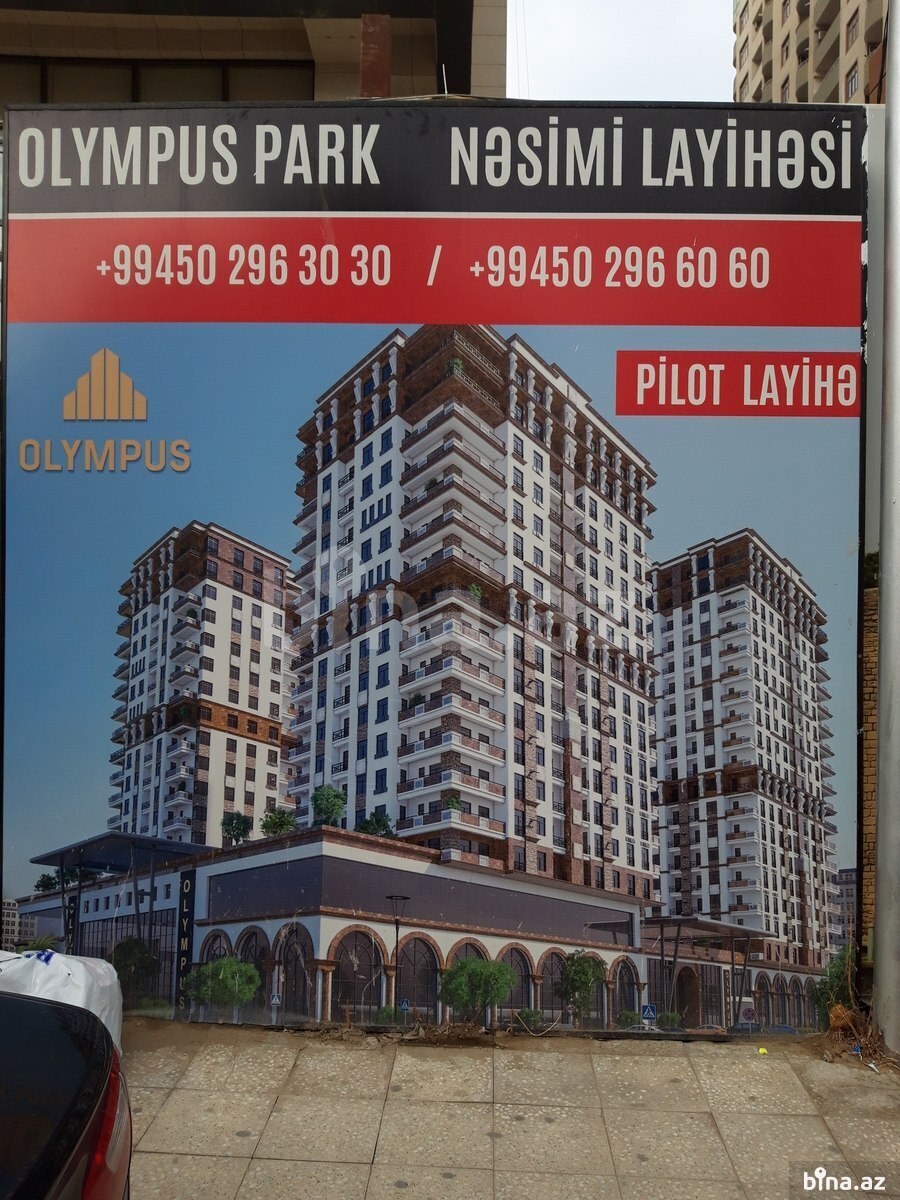 OLYMPUS PARK NƏSİMİ LAYİHƏSİ
+99450 296 30 30 / +99450 296 60 60
PİLOT LAYİHƏ
OLYMPUS
OLYMPUS
bina.az